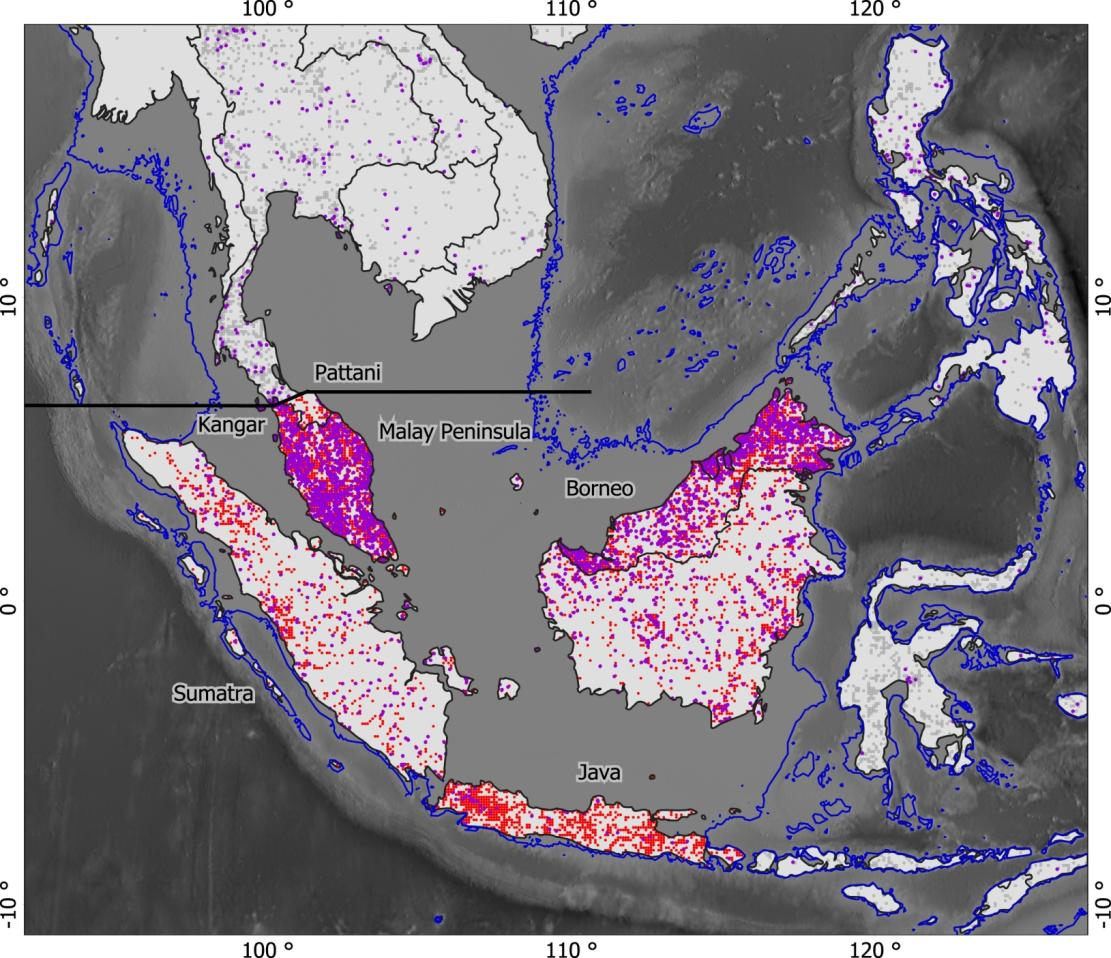 100 °
110 °
120 °
10 °
10 °
Pattani
Kangar
Malay Peninsula
Borneo
0 °
0 °
Sumatra
Java
-10 °
-10 °
100 °
110 °
120 °